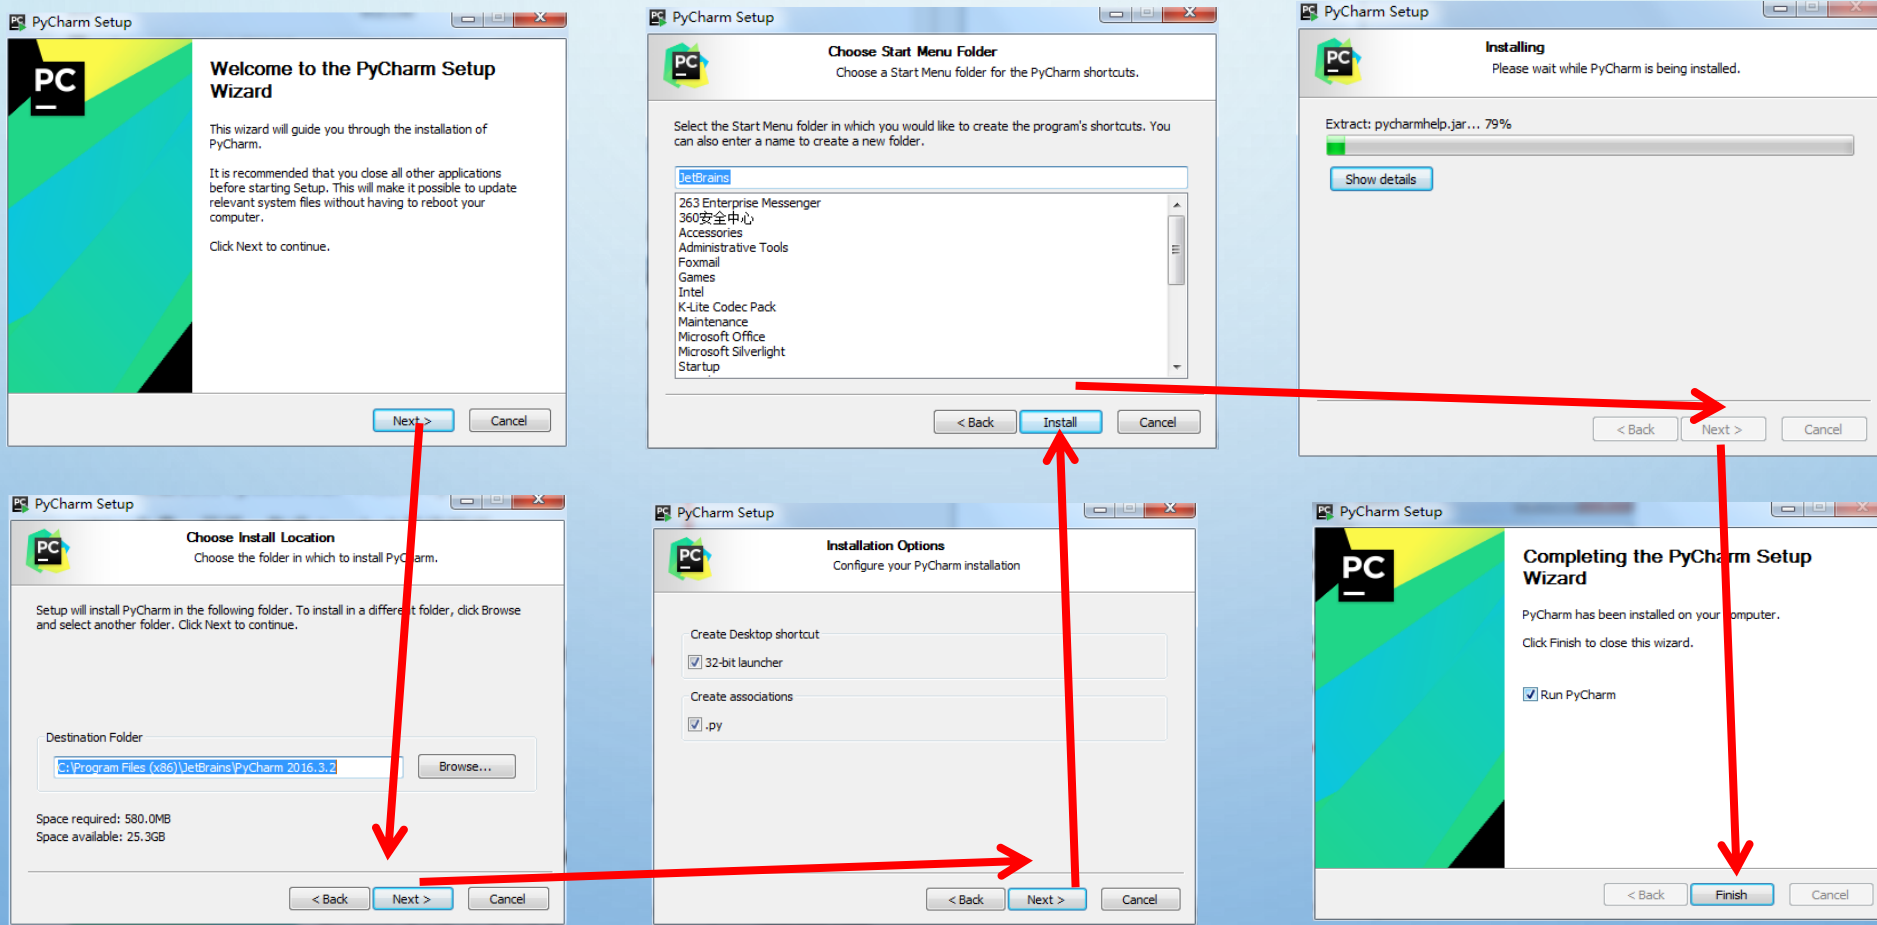 PyCharm Setup
PC
Welcome to the PyCharm Setup
Wizard
This wizard will guide you through the installation of
PyCharm.
It is recommended that you close all other applications
before starting Setup. This will make it possible to update
relevant system files without having to reboot your
computer.
Click Next to continue.
Next >
Cancel
PyCharm Setup
PC
Choose Install Location
Choose the folder in which to install PyCharm.
Setup will install PyCharm in the following folder. To install in a different folder, click Browse
and select another folder. Click Next to continue.
Destination Folder
C:\Program Files (x86)\JetBrains\PyCharm 2016.3.2
Browse...
Space required: 580.0MB
Space available: 25.3GB
< Back
Next >
Cancel
PyCharm Setup
PC
Installation Options
Configure your PyCharm installation
Create Desktop shortcut
32-bit launcher
Create associations
.py
< Back
Next >
Cancel
PyCharm Setup
PC
Choose Start Menu Folder
Choose a Start Menu folder for the PyCharm shortcuts.
Select the Start Menu folder in which you would like to create the program's shortcuts. You
can also enter a name to create a new folder.
JetBrains
263 Enterprise Messenger
360安全中心
Accessories
Administrative Tools
Foxmail
Games
Intel
K-Lite Codec Pack
Maintenance
Microsoft Office
Microsoft Silverlight
Startup
< Back
Install
Cancel
PyCharm Setup
PC
Installing
Please wait while PyCharm is being installed.
Extract: pycharmhelp.jar... 79%
Show details
< Back
Next >
Cancel
PyCharm Setup
PC
Completing the PyCharm Setup
Wizard
PyCharm has been installed on your computer.
Click Finish to close this wizard.
Run PyCharm
< Back
Finish
Cancel